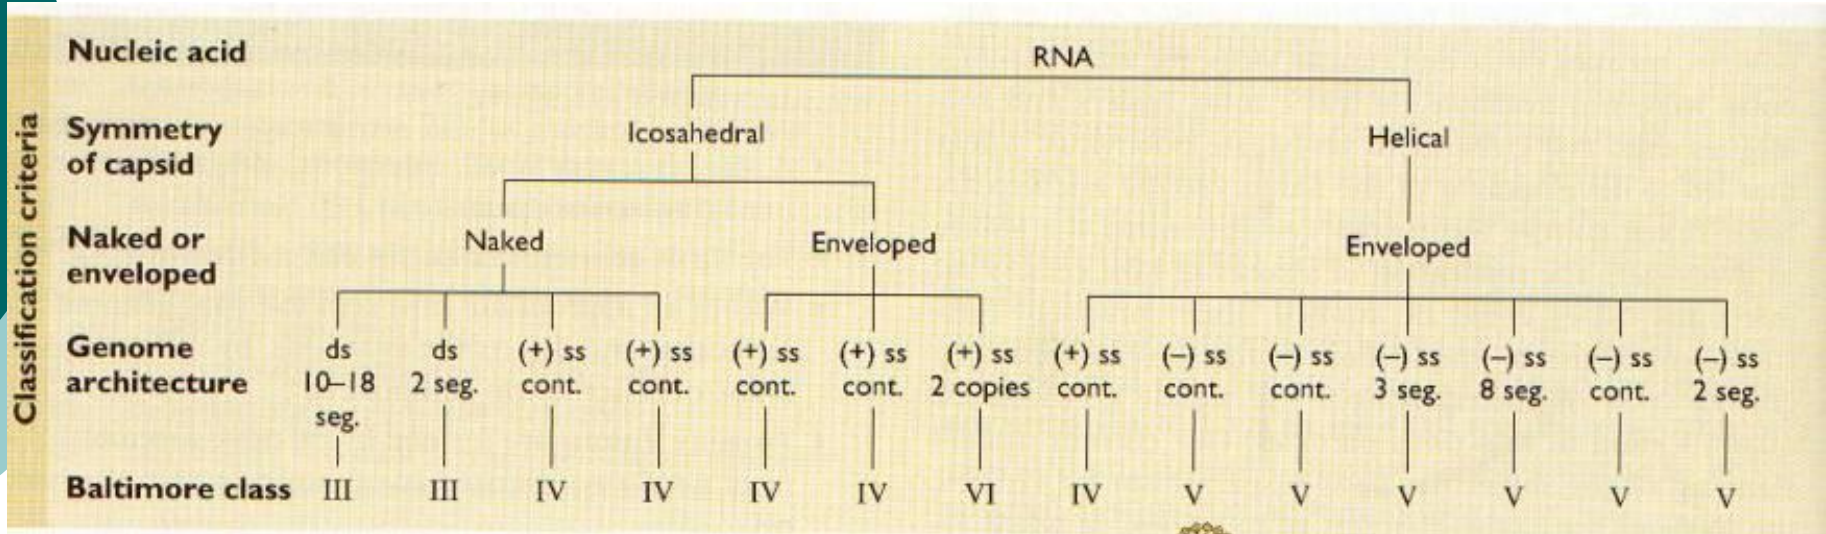 Classification criteria
Nucleic acid
RNA
Symmetry
of capsid
Icosahedral
Helical
Naked or
enveloped
Naked
Enveloped
Enveloped
Genome
architecture
ds
10–18
seg.
ds
2 seg.
(+) ss
cont.
(+) ss
cont.
(+) ss
cont.
(+) ss
cont.
(+) ss
2 copies
(+) ss
cont.
(–) ss
cont.
(–) ss
cont.
(–) ss
3 seg.
(–) ss
8 seg.
(–) ss
cont.
(–) ss
2 seg.
Baltimore class III III IV IV IV IV VI IV V V V V V V